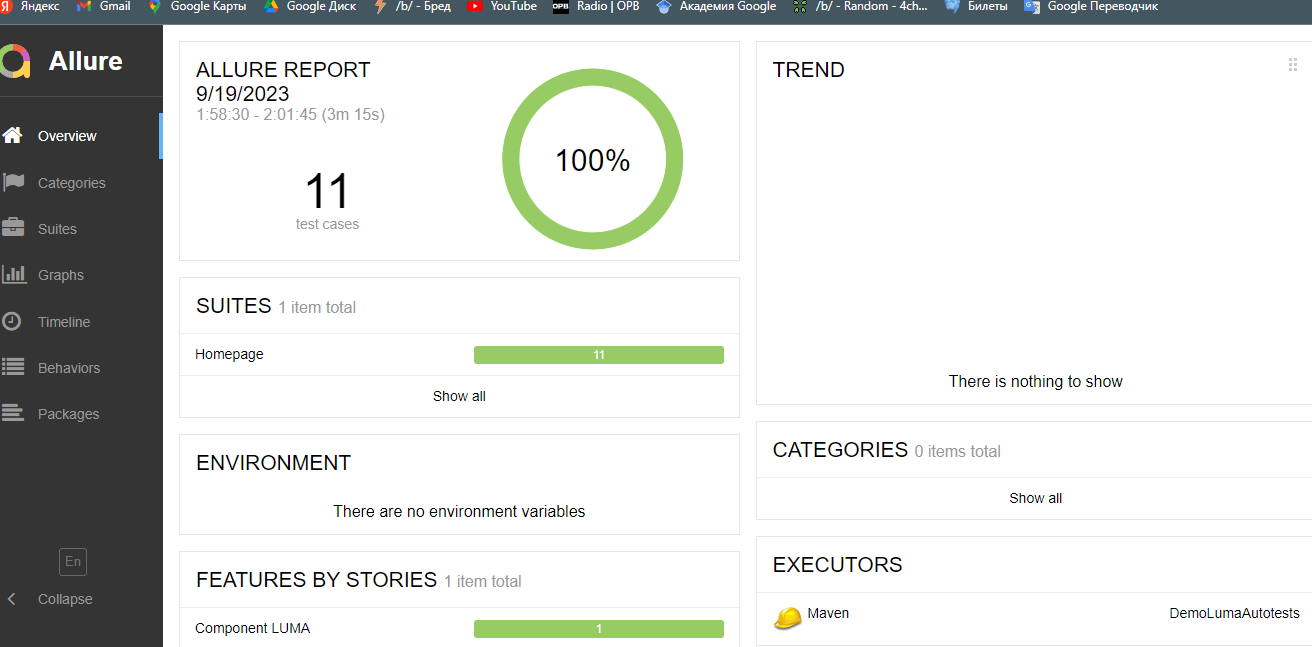 Яндекс Gmail Google Карты Google Диск /b/ - Бред YouTube OPB Radio | OPB Академия Google /b/ - Random - 4ch... Билеты Google Переводчик
Allure
Overview
Categories
Suites
Graphs
Timeline
Behaviors
Packages
En
Collapse
ALLURE REPORT
9/19/2023
1:58:30 - 2:01:45 (3m 15s)
11
test cases
100%
SUITES 1 item total
Homepage 11
Show all
ENVIRONMENT
There are no environment variables
FEATURES BY STORIES 1 item total
Component LUMA 1
TREND
There is nothing to show
CATEGORIES 0 items total
Show all
EXECUTORS
Maven DemoLumaAutotests